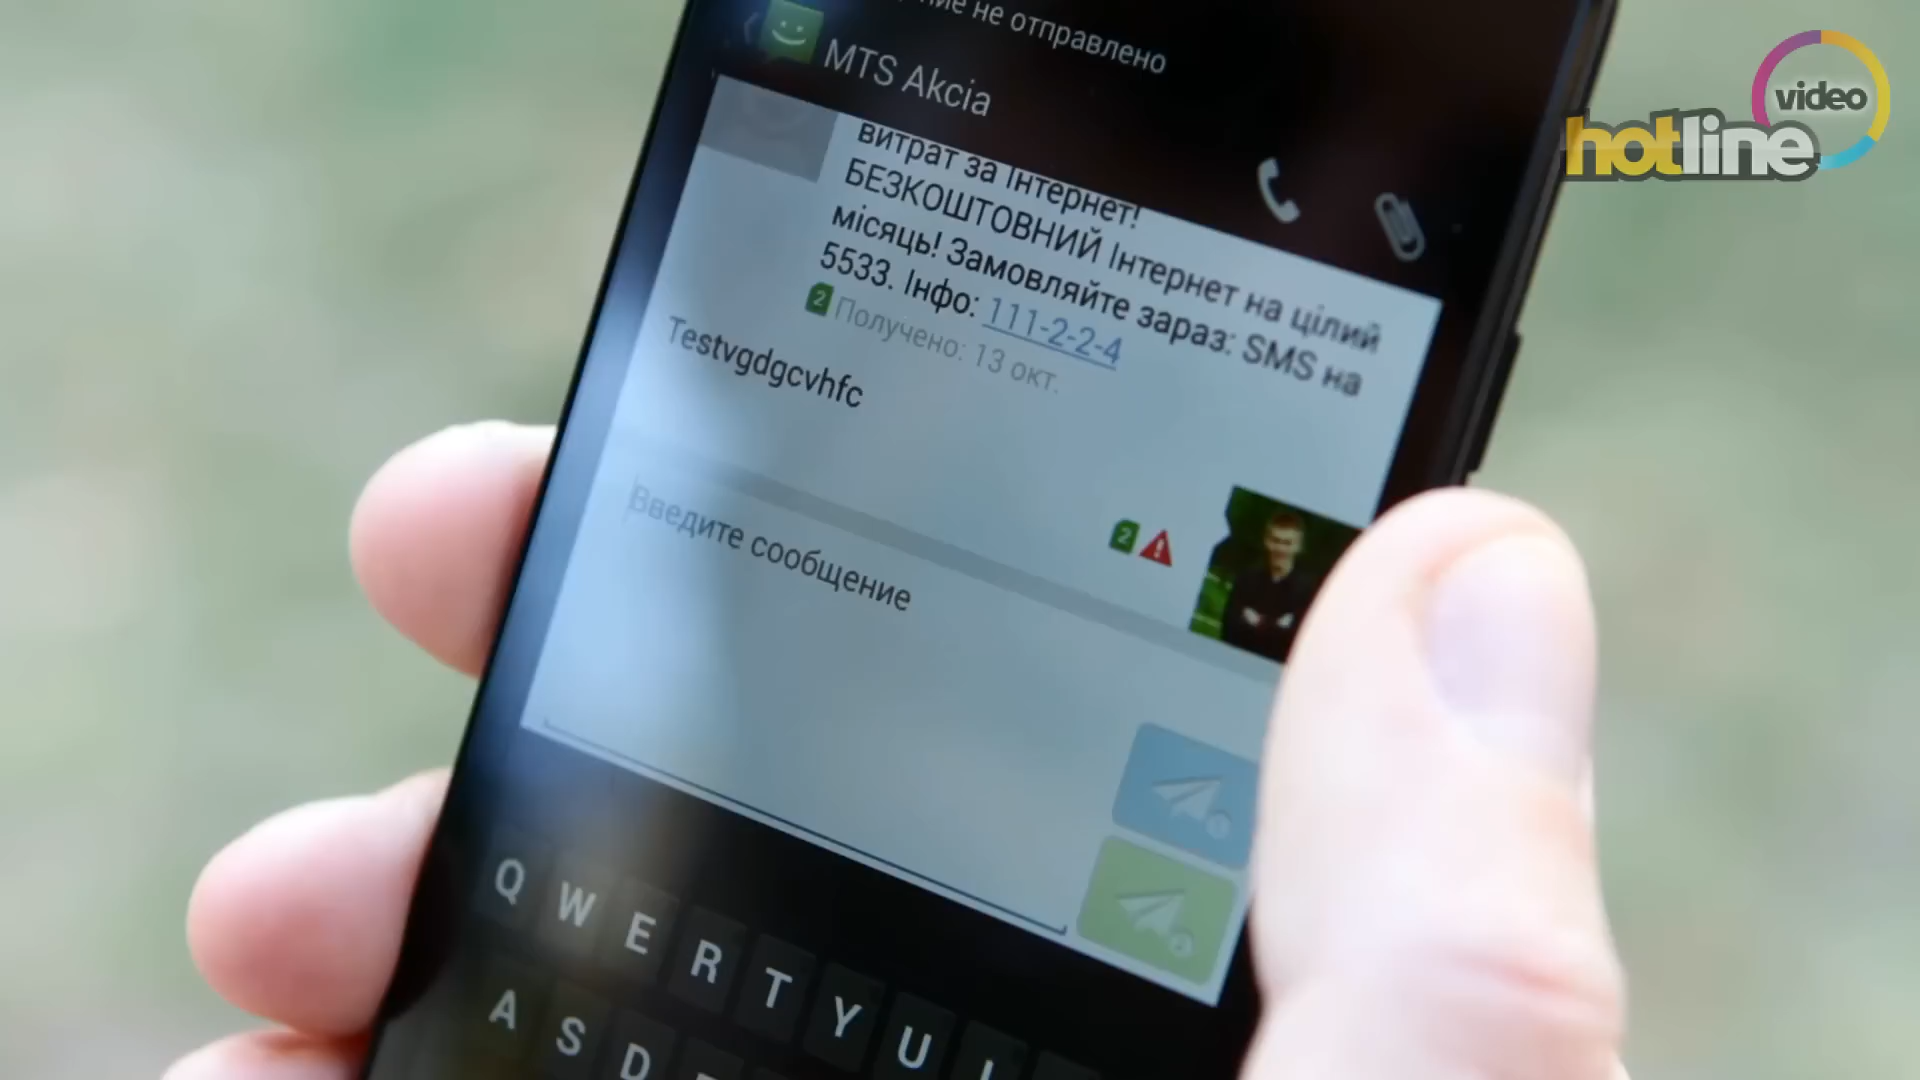 не отправлено
MTS Akcia
video
hotline
витрат за Інтернет!
БЕЗКОШТОВНИЙ Інтернет на цілий
місяць! Замовляйте зараз: SMS на
5533. Інфо: 111-2-2-4
2 Получено: 13 окт.
Testvgdgcvhfc
2
Введите сообщение
Q W E R T Y U
A S D